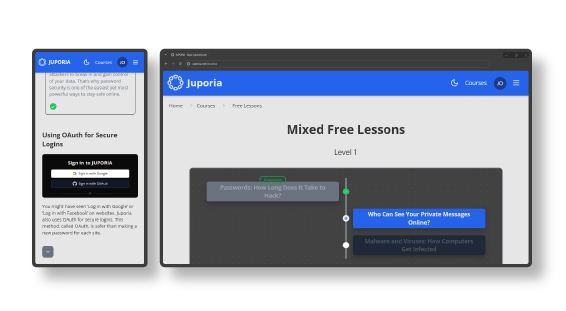 JUPORIA
Courses
JO
attackers to break in and gain control
of your data. That's why password
security is one of the easiest yet most
powerful ways to stay safe online.
Using OAuth for Secure
Logins
Sign in to JUPORIA
Sign in with Google
Sign in with GitHub
You might have seen 'Log in with Google' or
'Log in with Facebook' on websites. Juporia
also uses OAuth for secure logins. This
method, called OAuth, is safer than making a
new password for each site.
Juporia
Courses
JO
Home
Courses
Free Lessons
Mixed Free Lessons
Level 1
Passwords: How Long Does It Take to
Hack?
Who Can See Your Private Messages
Online?
Malware and Viruses: How Computers
Get Infected